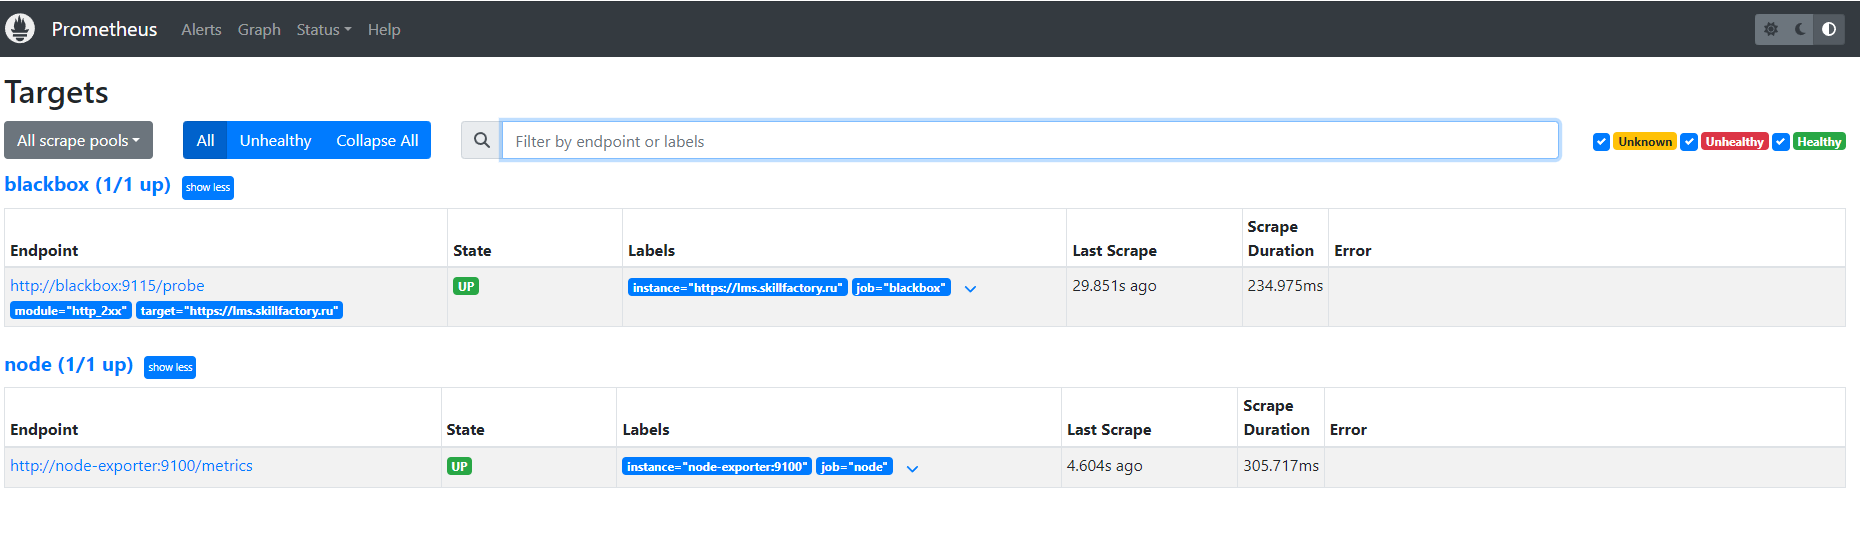 Prometheus Alerts Graph Status Help
Targets
All scrape pools All Unhealthy Collapse All Filter by endpoint or labels Unknown Unhealthy Healthy
blackbox (1/1 up) show less
Endpoint State Labels Last Scrape Scrape Duration Error
http://blackbox:9115/probe UP instance="https://lms.skillfactory.ru" job="blackbox" 29.851s ago 234.975ms
module="http_2xx" target="https://lms.skillfactory.ru"
node (1/1 up) show less
Endpoint State Labels Last Scrape Scrape Duration Error
http://node-exporter:9100/metrics UP instance="node-exporter:9100" job="node" 4.604s ago 305.717ms